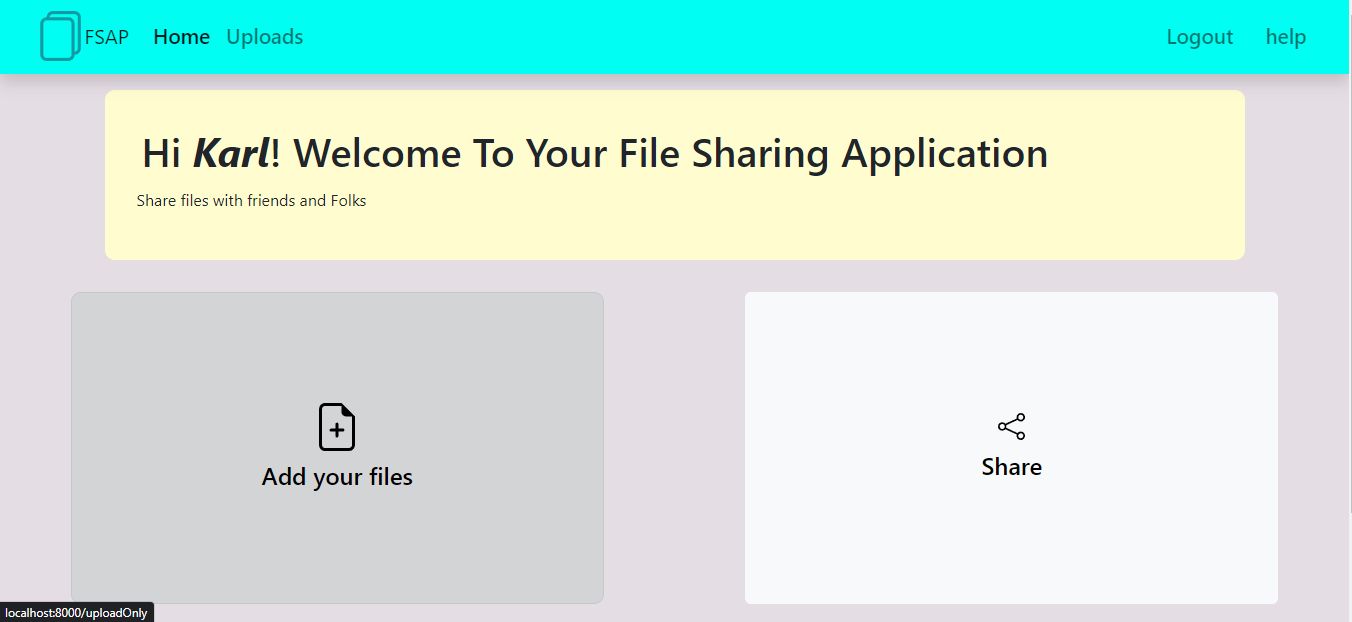 FSAP Home Uploads Logout help
Hi Karl! Welcome To Your File Sharing Application
Share files with friends and Folks
Add your files
Share
localhost:8000/uploadOnly